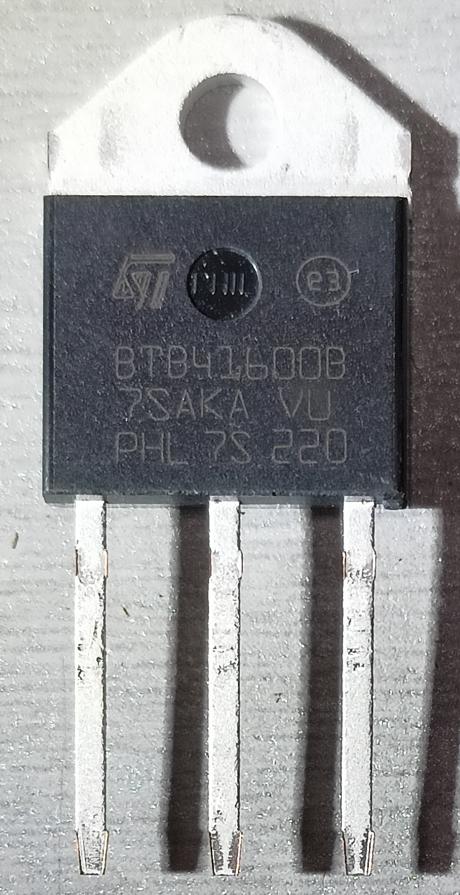 ST e3
BTB41600B
7SAKA VU
PHL 7S 220